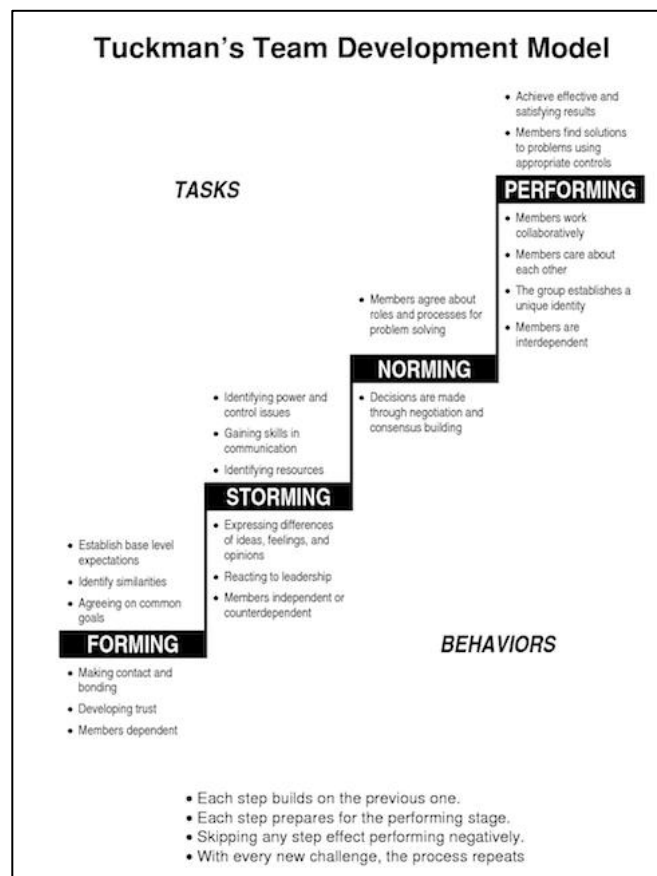 Tuckman's Team Development Model
• Achieve effective and
satisfying results
• Members find solutions
to problems using
appropriate controls
TASKS
PERFORMING
• Members work
collaboratively
• Members care about
each other
• The group establishes a
unique identity
• Members are
interdependent
• Members agree about
roles and processes for
problem solving
NORMING
• Decisions are made
through negotiation and
consensus building
• Identifying power and
control issues
• Gaining skills in
communication
• Identifying resources
STORMING
• Expressing differences
of ideas, feelings, and
opinions
• Reacting to leadership
• Members independent or
counterdependent
• Establish base level
expectations
• Identify similarities
• Agreeing on common
goals
FORMING
• Making contact and
bonding
• Developing trust
• Members dependent
BEHAVIORS
• Each step builds on the previous one.
• Each step prepares for the performing stage.
• Skipping any step effect performing negatively.
• With every new challenge, the process repeats